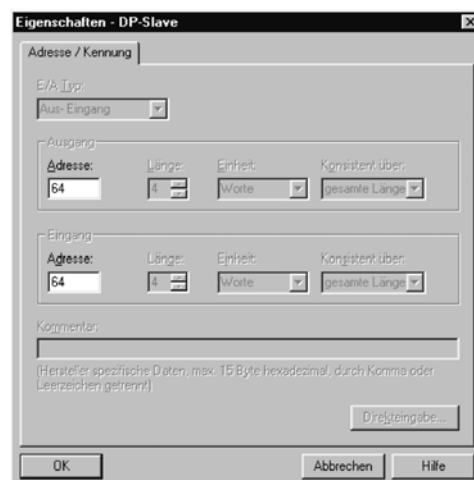 Eigenschaften - DP-Slave
Adresse / Kennung
E/A Typ:
Aus- Eingang
Ausgang
Adresse: Länge: Einheit: Konsistent über:
64 4 Worte gesamte Länge
Eingang
Adresse: Länge: Einheit: Konsistent über:
64 4 Worte gesamte Länge
Kommentar:
(Hersteller spezifische Daten, max. 15 Byte hexadezimal, durch Komma oder
Leerzeichen getrennt)
Direkteingabe...
OK Abbrechen Hilfe